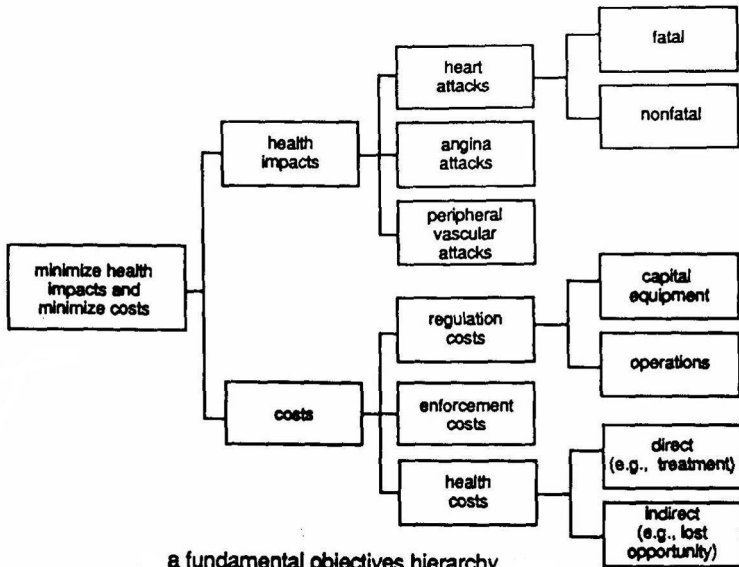 minimize health
impacts and
minimize costs
health
impacts
heart
attacks
fatal
nonfatal
angina
attacks
peripheral
vascular
attacks
costs
regulation
costs
capital
equipment
operations
enforcement
costs
health
costs
direct
(e.g., treatment)
indirect
(e.g., lost
opportunity)
a fundamental objectives hierarchy